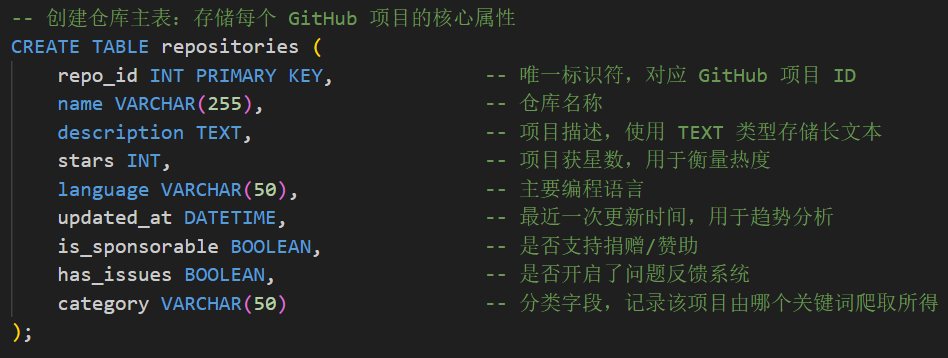 -- 创建仓库主表：存储每个 GitHub 项目的核心属性
CREATE TABLE repositories (
    repo_id INT PRIMARY KEY,             -- 唯一标识符，对应 GitHub 项目 ID
    name VARCHAR(255),                   -- 仓库名称
    description TEXT,                    -- 项目描述，使用 TEXT 类型存储长文本
    stars INT,                           -- 项目获星数，用于衡量热度
    language VARCHAR(50),                -- 主要编程语言
    updated_at DATETIME,                 -- 最近一次更新时间，用于趋势分析
    is_sponsorable BOOLEAN,              -- 是否支持捐赠/赞助
    has_issues BOOLEAN,                  -- 是否开启了问题反馈系统
    category VARCHAR(50)                 -- 分类字段，记录该项目由哪个关键词爬取所得
);